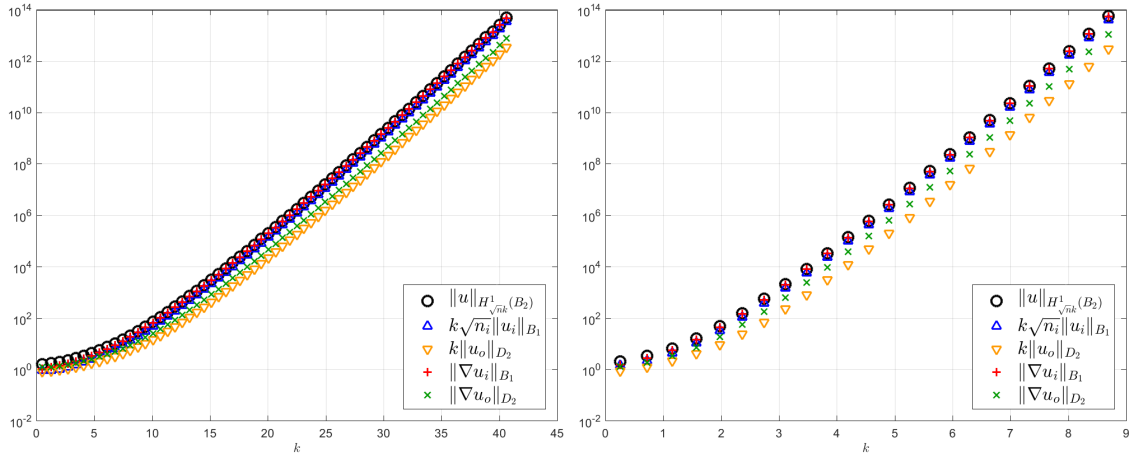 10^14
10^12
10^10
10^8
10^6
10^4
10^2
10^0
10^-2
0 5 10 15 20 25 30 35 40 45
k
‖u‖_{H^1_{√nk}(B_2)}
k√n_i‖u_i‖_{B_1}
k‖u_o‖_{D_2}
‖∇u_i‖_{B_1}
‖∇u_o‖_{D_2}
10^14
10^12
10^10
10^8
10^6
10^4
10^2
10^0
10^-2
0 1 2 3 4 5 6 7 8 9
k
‖u‖_{H^1_{√nk}(B_2)}
k√n_i‖u_i‖_{B_1}
k‖u_o‖_{D_2}
‖∇u_i‖_{B_1}
‖∇u_o‖_{D_2}